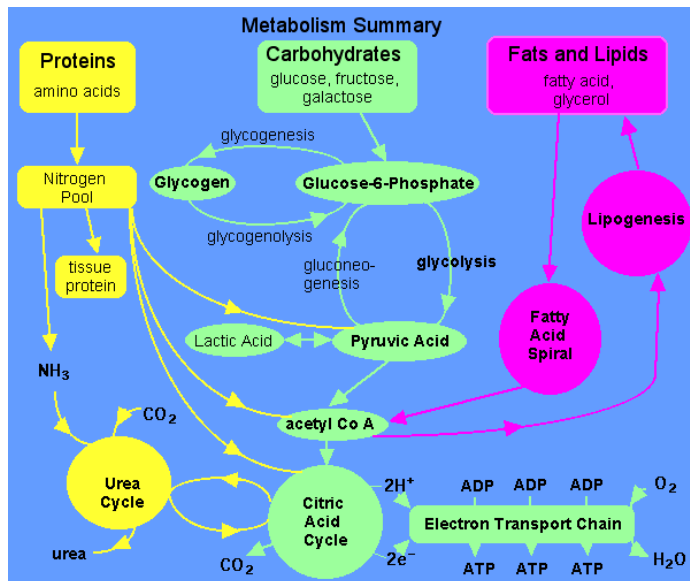 Metabolism Summary
Proteins
amino acids
Carbohydrates
glucose, fructose,
galactose
Fats and Lipids
fatty acid,
glycerol
glycogenesis
Nitrogen
Pool
Glycogen
Glucose-6-Phosphate
Lipogenesis
glycogenolysis
tissue
protein
gluconeo-
genesis
glycolysis
Fatty
Acid
Spiral
Lactic Acid
Pyruvic Acid
NH₃
CO₂
acetyl Co A
Urea
Cycle
Citric
Acid
Cycle
2H⁺
ADP ADP ADP
O₂
Electron Transport Chain
urea
CO₂
2e⁻
ATP ATP ATP
H₂O